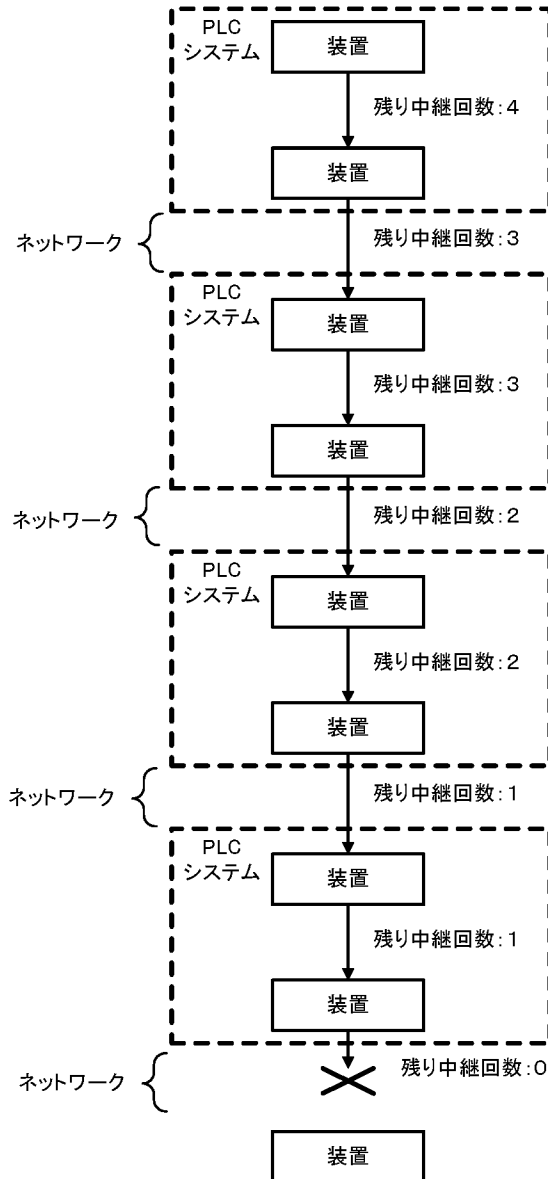 PLC
システム
装置
残り中継回数:4
装置
ネットワーク
残り中継回数:3
PLC
システム
装置
残り中継回数:3
装置
ネットワーク
残り中継回数:2
PLC
システム
装置
残り中継回数:2
装置
ネットワーク
残り中継回数:1
PLC
システム
装置
残り中継回数:1
装置
ネットワーク
残り中継回数:0
装置